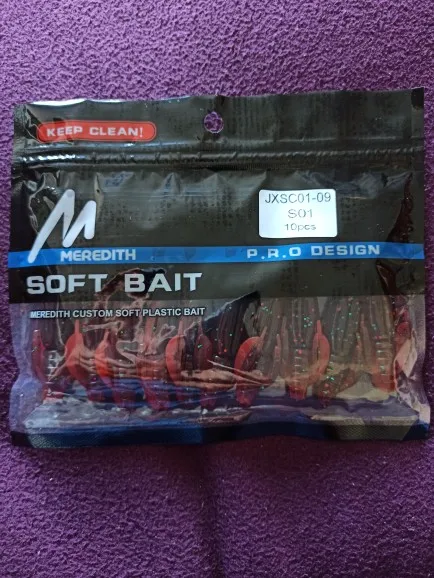 KEEP CLEAN!
JXSC01-09
S01
10pcs
M
MEREDITH
P.R.O DESIGN
SOFT BAIT
MEREDITH CUSTOM SOFT PLASTIC BAIT